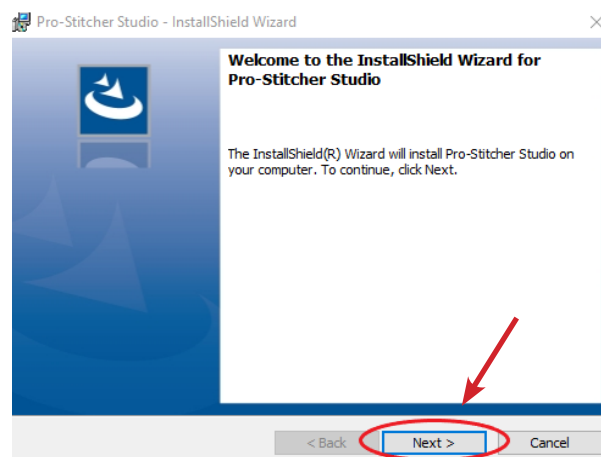 Pro-Stitcher Studio - InstallShield Wizard
Welcome to the InstallShield Wizard for
Pro-Stitcher Studio
The InstallShield(R) Wizard will install Pro-Stitcher Studio on
your computer. To continue, click Next.
< Back Next > Cancel